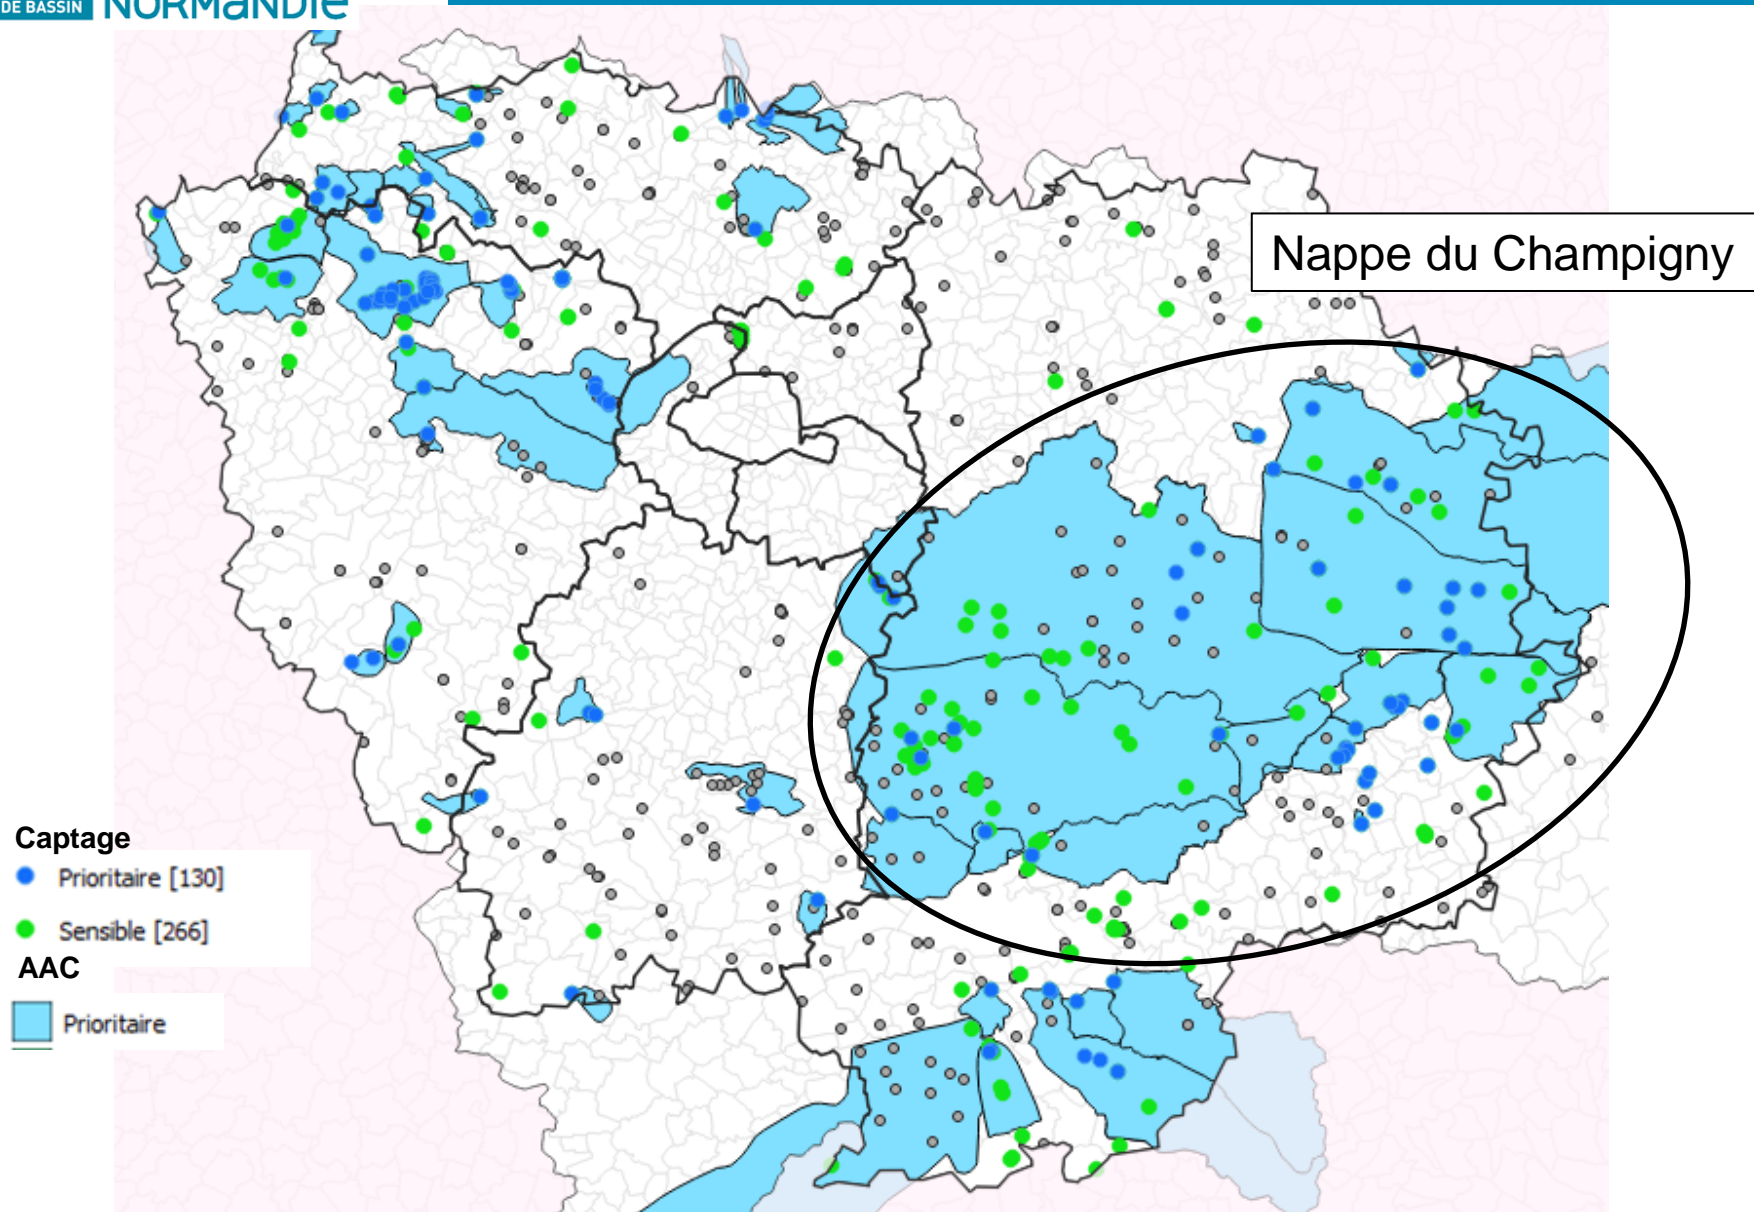 DE BASSIN NORMANDIE
Nappe du Champigny
Captage
Prioritaire [130]
Sensible [266]
AAC
Prioritaire